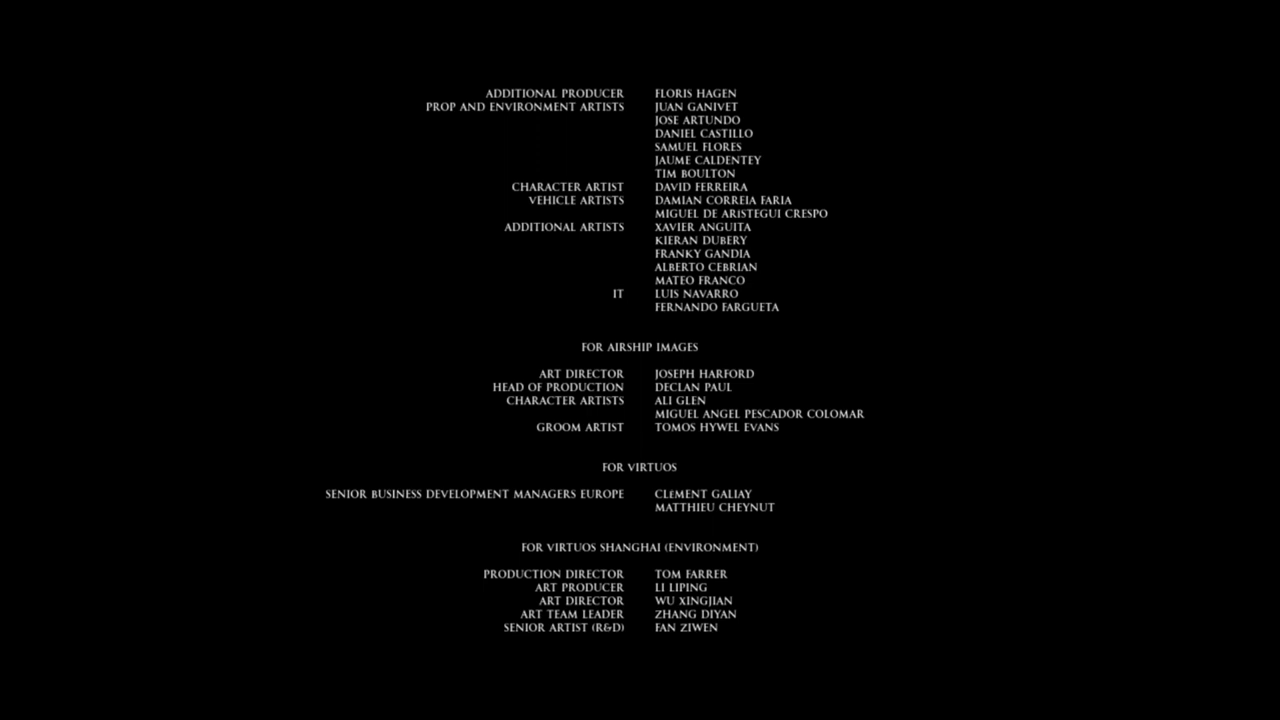 ADDITIONAL PRODUCER FLORIS HAGEN
PROP AND ENVIRONMENT ARTISTS JUAN GANIVET
JOSE ARTUNDO
DANIEL CASTILLO
SAMUEL FLORES
JAUME CALDENTEY
TIM BOULTON
CHARACTER ARTIST DAVID FERREIRA
VEHICLE ARTISTS DAMIAN CORREIA FARIA
MIGUEL DE ARíSTEGUI CRESPO
ADDITIONAL ARTISTS XAVIER ANGUITA
KIERAN DUBERY
FRANKY GANDIA
ALBERTO CEBRIAN
MATEO FRANCO
IT LUIS NAVARRO
FERNANDO FARGUETA
FOR AIRSHIP IMAGES
ART DIRECTOR JOSEPH HARFORD
HEAD OF PRODUCTION DECLAN PAUL
CHARACTER ARTISTS ALI GLEN
MIGUEL ANGEL PESCADOR COLOMAR
GROOM ARTIST TOMOS HYWEL EVANS
FOR VIRTUOS
SENIOR BUSINESS DEVELOPMENT MANAGERS EUROPE CLéMENT GALIAY
MATTHIEU CHEYNUT
FOR VIRTUOS SHANGHAI (ENVIRONMENT)
PRODUCTION DIRECTOR TOM FARRER
ART PRODUCER LI LIPING
ART DIRECTOR WU XINGJIAN
ART TEAM LEADER ZHANG DIYAN
SENIOR ARTIST (R&D) FAN ZIWEN